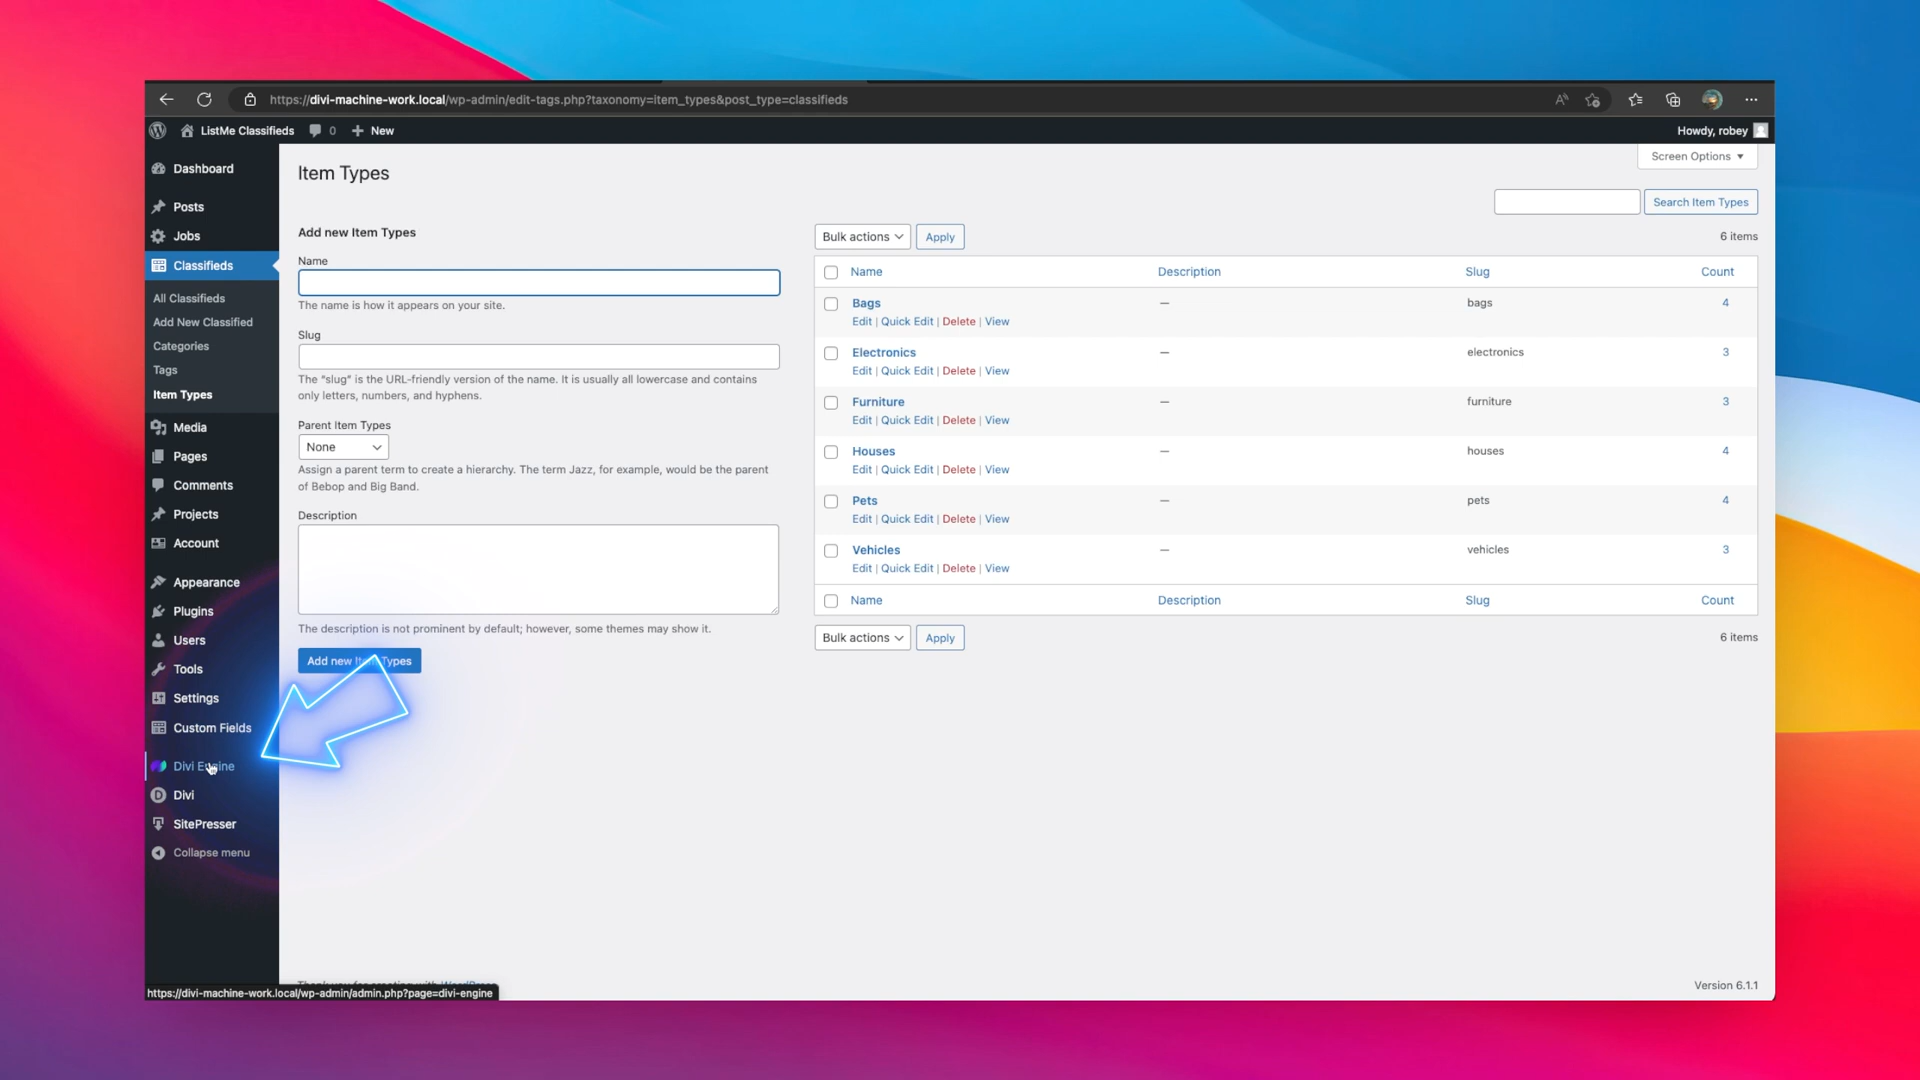 https://divi-machine-work.local/wp-admin/edit-tags.php?taxonomy=item_types&post_type=classifieds
ListMe Classifieds 0 New
Howdy, robey
Dashboard
Posts
Jobs
Classifieds
All Classifieds
Add New Classified
Categories
Tags
Item Types
Media
Pages
Comments
Projects
Account
Appearance
Plugins
Users
Tools
Settings
Custom Fields
Divi Engine
Divi
SitePresser
Collapse menu
Screen Options
Item Types
Search Item Types
Add new Item Types
Name
The name is how it appears on your site.
Slug
The “slug” is the URL-friendly version of the name. It is usually all lowercase and contains
only letters, numbers, and hyphens.
Parent Item Types
None
Assign a parent term to create a hierarchy. The term Jazz, for example, would be the parent
of Bebop and Big Band.
Description
The description is not prominent by default; however, some themes may show it.
Add new Item Types
Bulk actions Apply 6 items
Name Description Slug Count
Bags — bags 4
Edit | Quick Edit | Delete | View
Electronics — electronics 3
Edit | Quick Edit | Delete | View
Furniture — furniture 3
Edit | Quick Edit | Delete | View
Houses — houses 4
Edit | Quick Edit | Delete | View
Pets — pets 4
Edit | Quick Edit | Delete | View
Vehicles — vehicles 3
Edit | Quick Edit | Delete | View
Name Description Slug Count
Bulk actions Apply 6 items
Thank you for creating with WordPress
Version 6.1.1
https://divi-machine-work.local/wp-admin/admin.php?page=divi-engine